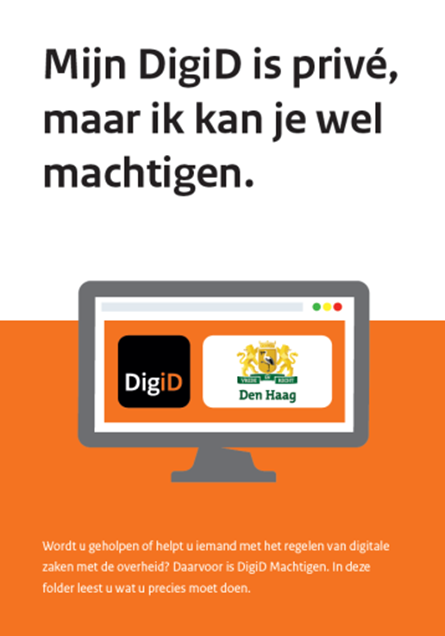 Mijn DigiD is privé,
maar ik kan je wel
machtigen.
DigiD
VREDE EN RECHT
Den Haag
Wordt u geholpen of helpt u iemand met het regelen van digitale
zaken met de overheid? Daarvoor is DigiD Machtigen. In deze
folder leest u wat u precies moet doen.